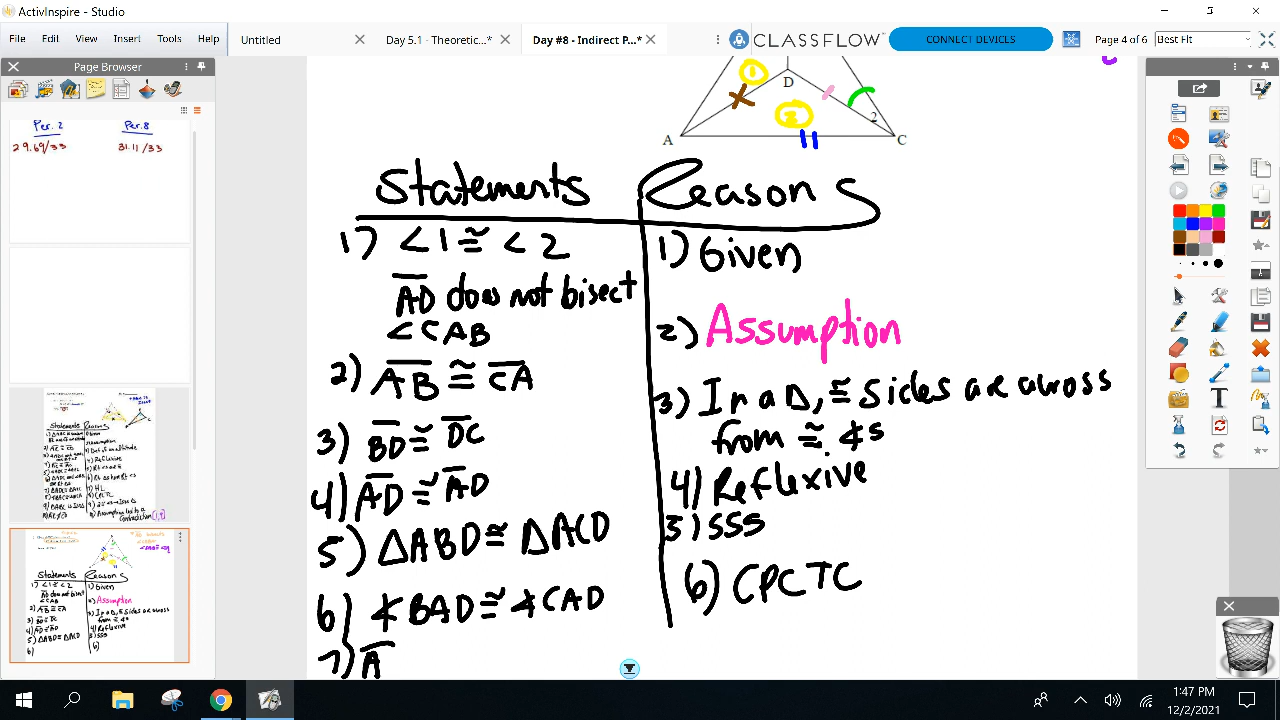 ActivInspire - Studio
File Edit View Insert Tools Help
Untitled
Day 5.1 - Theoretic...*
Day #8 - Indirect P...*
CLASSFLOW
CONNECT DEVICES
Page 4 of 6
Best Fit
Page Browser
Per. 2
Per. 8
29.69/33
31.11/33
1
D
2
2
A
C
Statements
Reasons
1) <1 ≅ <2
AD does not bisect
<CAB
1) Given
2) AB ≅ CA
2) Assumption
3) BD ≅ DC
3) In a Δ, ≅ sides are across
from ≅ ∡s
4) AD ≅ AD
4) Reflexive
5) ΔABD ≅ ΔACD
5) SSS
6) ∡BAD ≅ ∡CAD
6) CPCTC
7) A
1:47 PM
12/2/2021